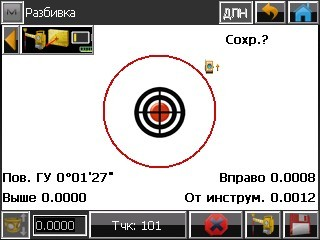 Разбивка ДПН
Сохр.?
Пов. ГУ 0°01'27" Вправо 0.0008
Выше 0.0000 От инструм. 0.0012
0.0000 Тчк: 101